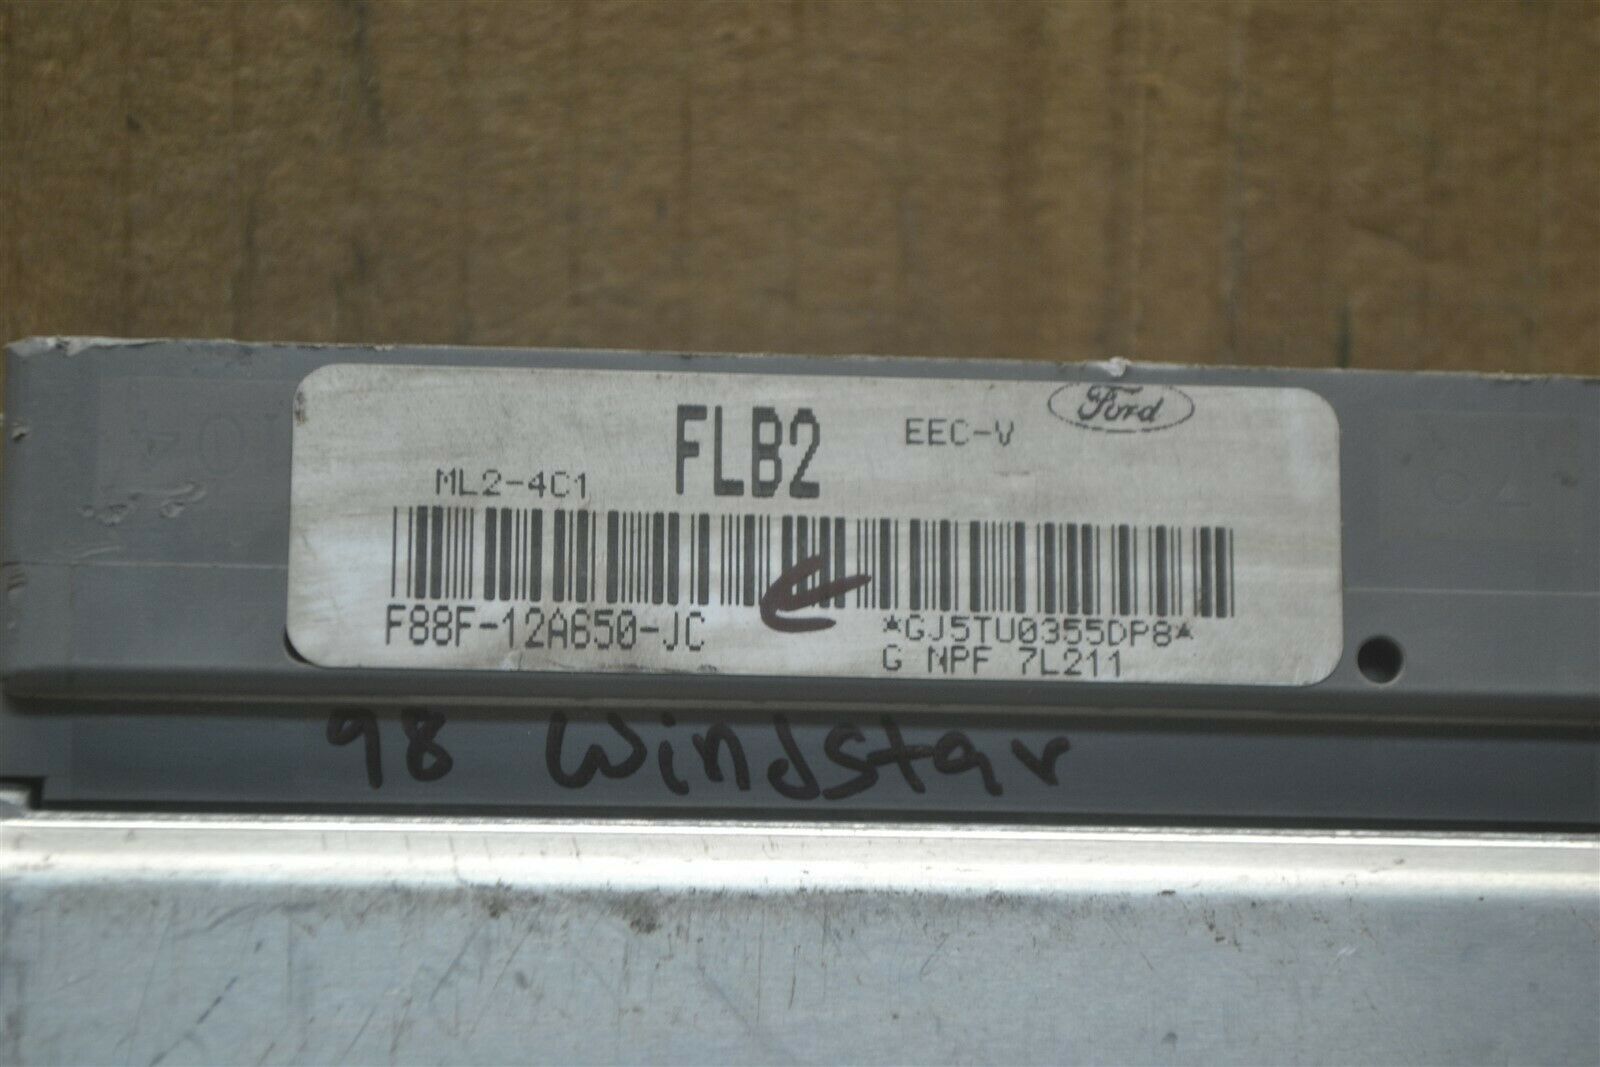 FLB2
EEC-V
Ford
ML2-4C1
F88F-12A650-JC
*GJ5TU0355DP8*
G NPF 7L211
98 Windstar